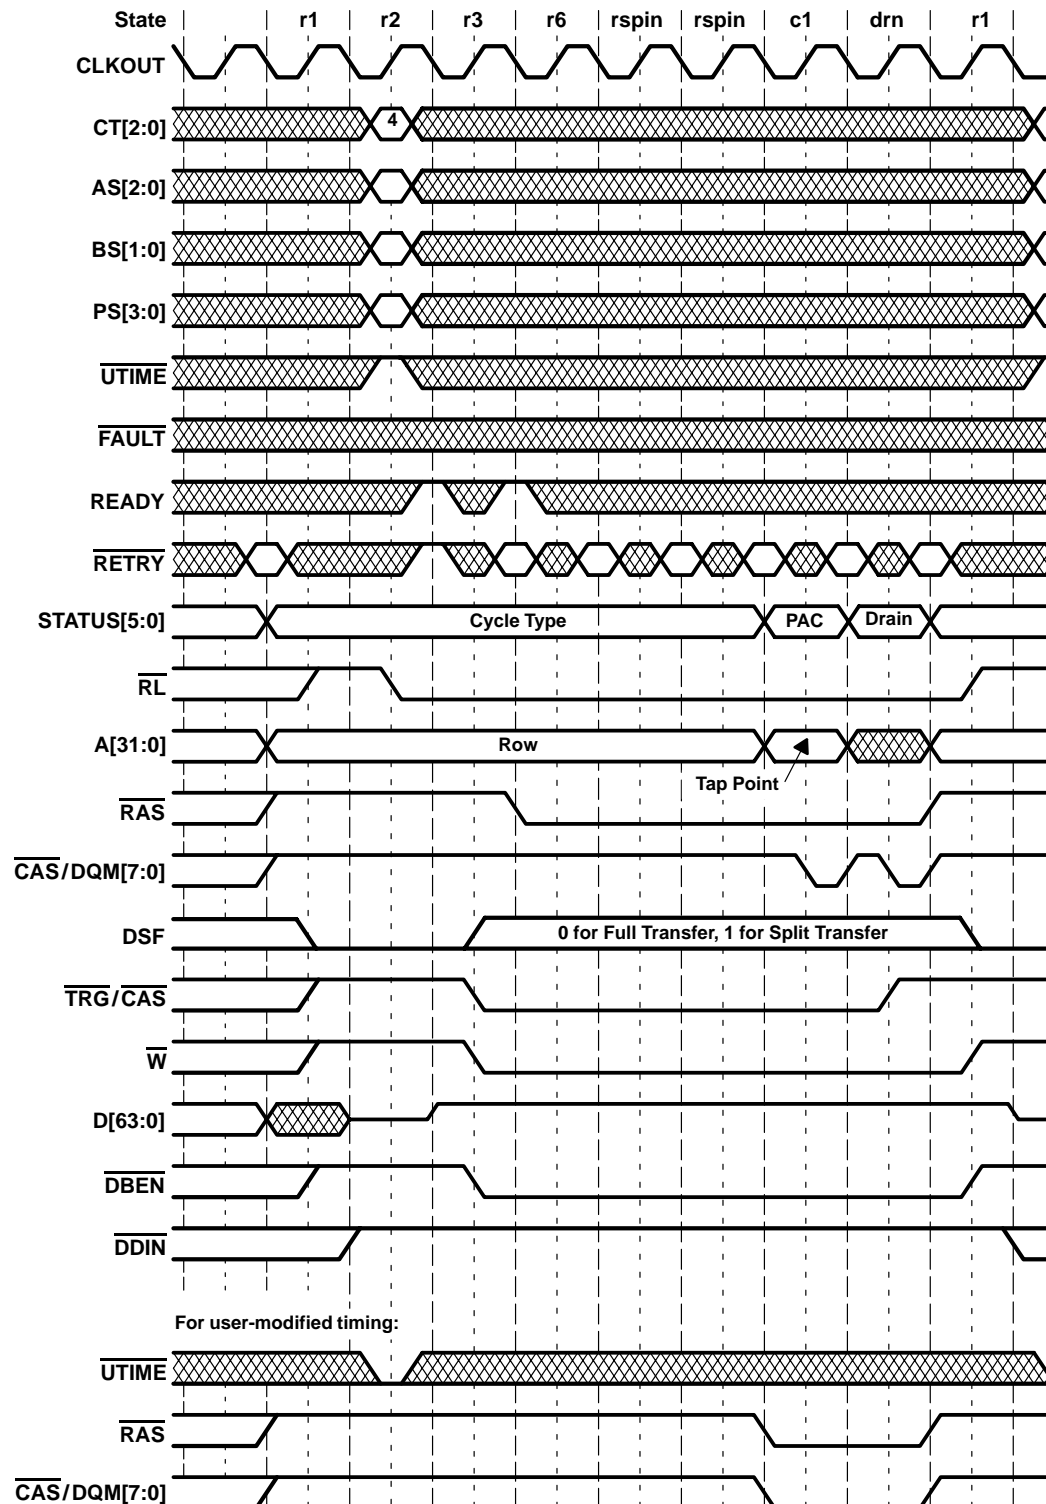 State r1 r2 r3 r6 rspin rspin c1 drn r1
CLKOUT
CT[2:0] 4
AS[2:0]
BS[1:0]
PS[3:0]
UTIME
FAULT
READY
RETRY
STATUS[5:0] Cycle Type PAC Drain
RL
A[31:0] Row
Tap Point
RAS
CAS/DQM[7:0]
DSF 0 for Full Transfer, 1 for Split Transfer
TRG/CAS
W
D[63:0]
DBEN
DDIN
For user-modified timing:
UTIME
RAS
CAS/DQM[7:0]